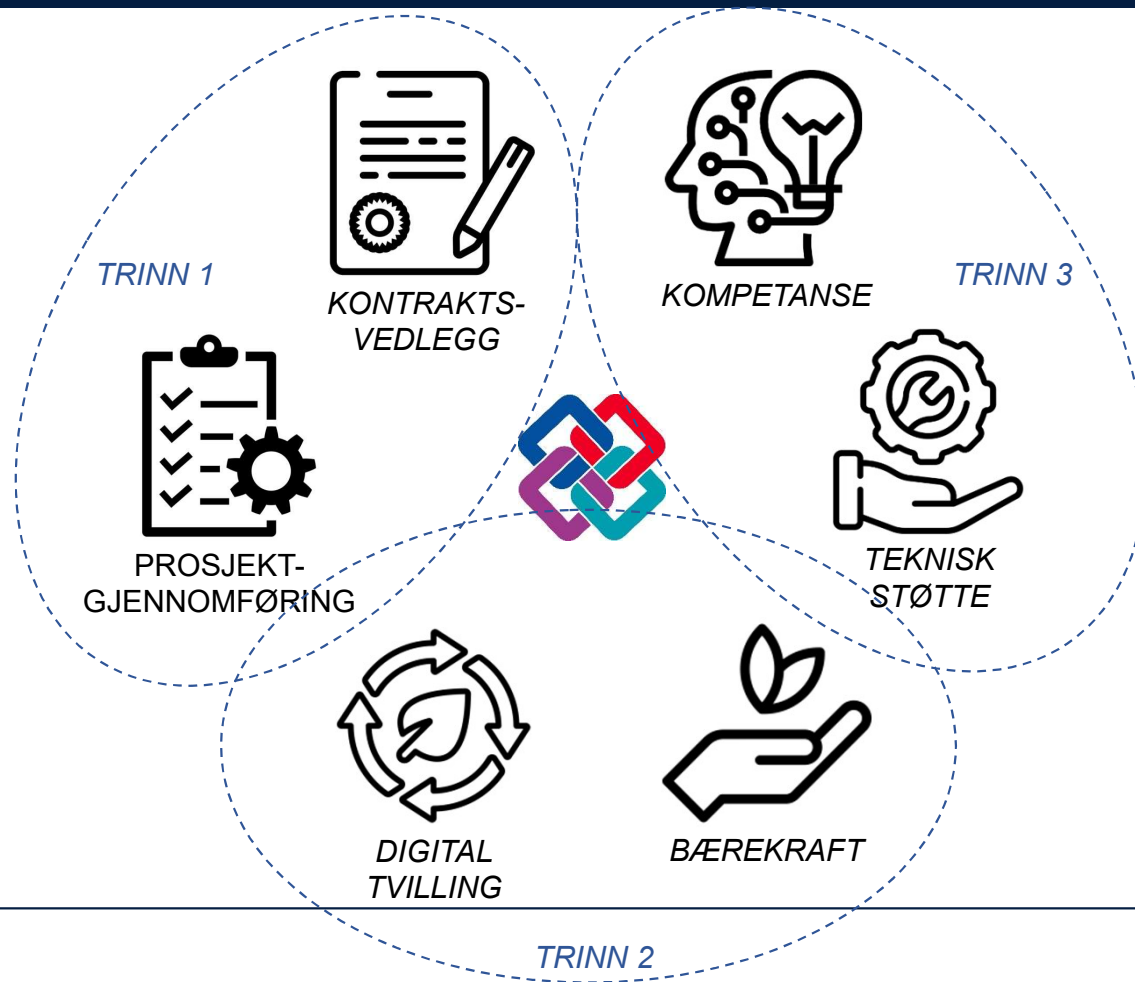 TRINN 1
KONTRAKTS-
VEDLEGG
PROSJEKT-
GJENNOMFØRING
KOMPETANSE
TRINN 3
TEKNISK
STØTTE
DIGITAL
TVILLING
BÆREKRAFT
TRINN 2